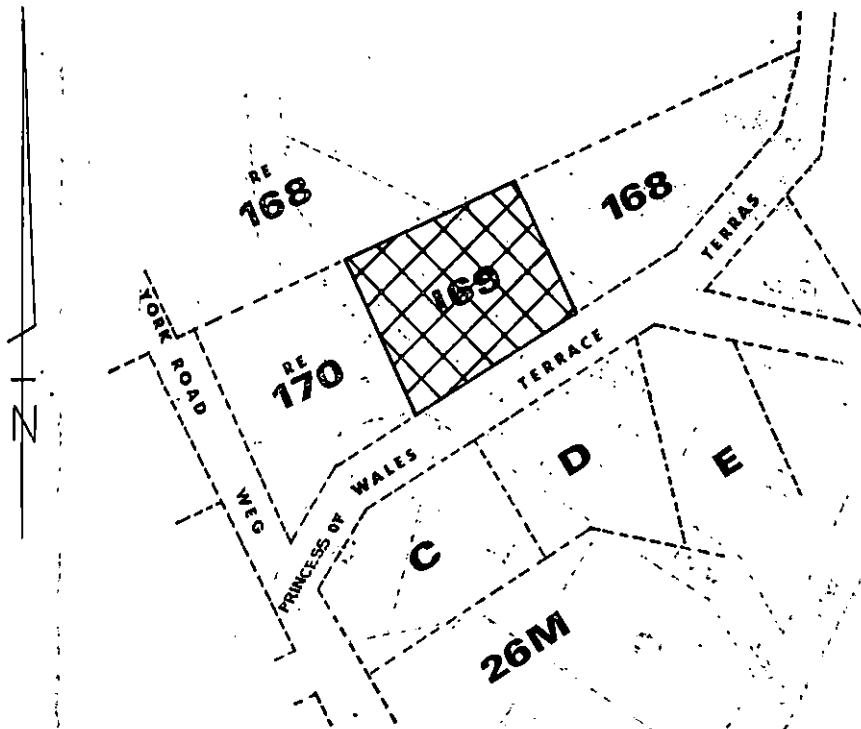 RE
168
168
TERRAS
169
YORK ROAD
WEG
RE
170
TERRACE
PRINCESS OF WALES
N
D
E
C
26M